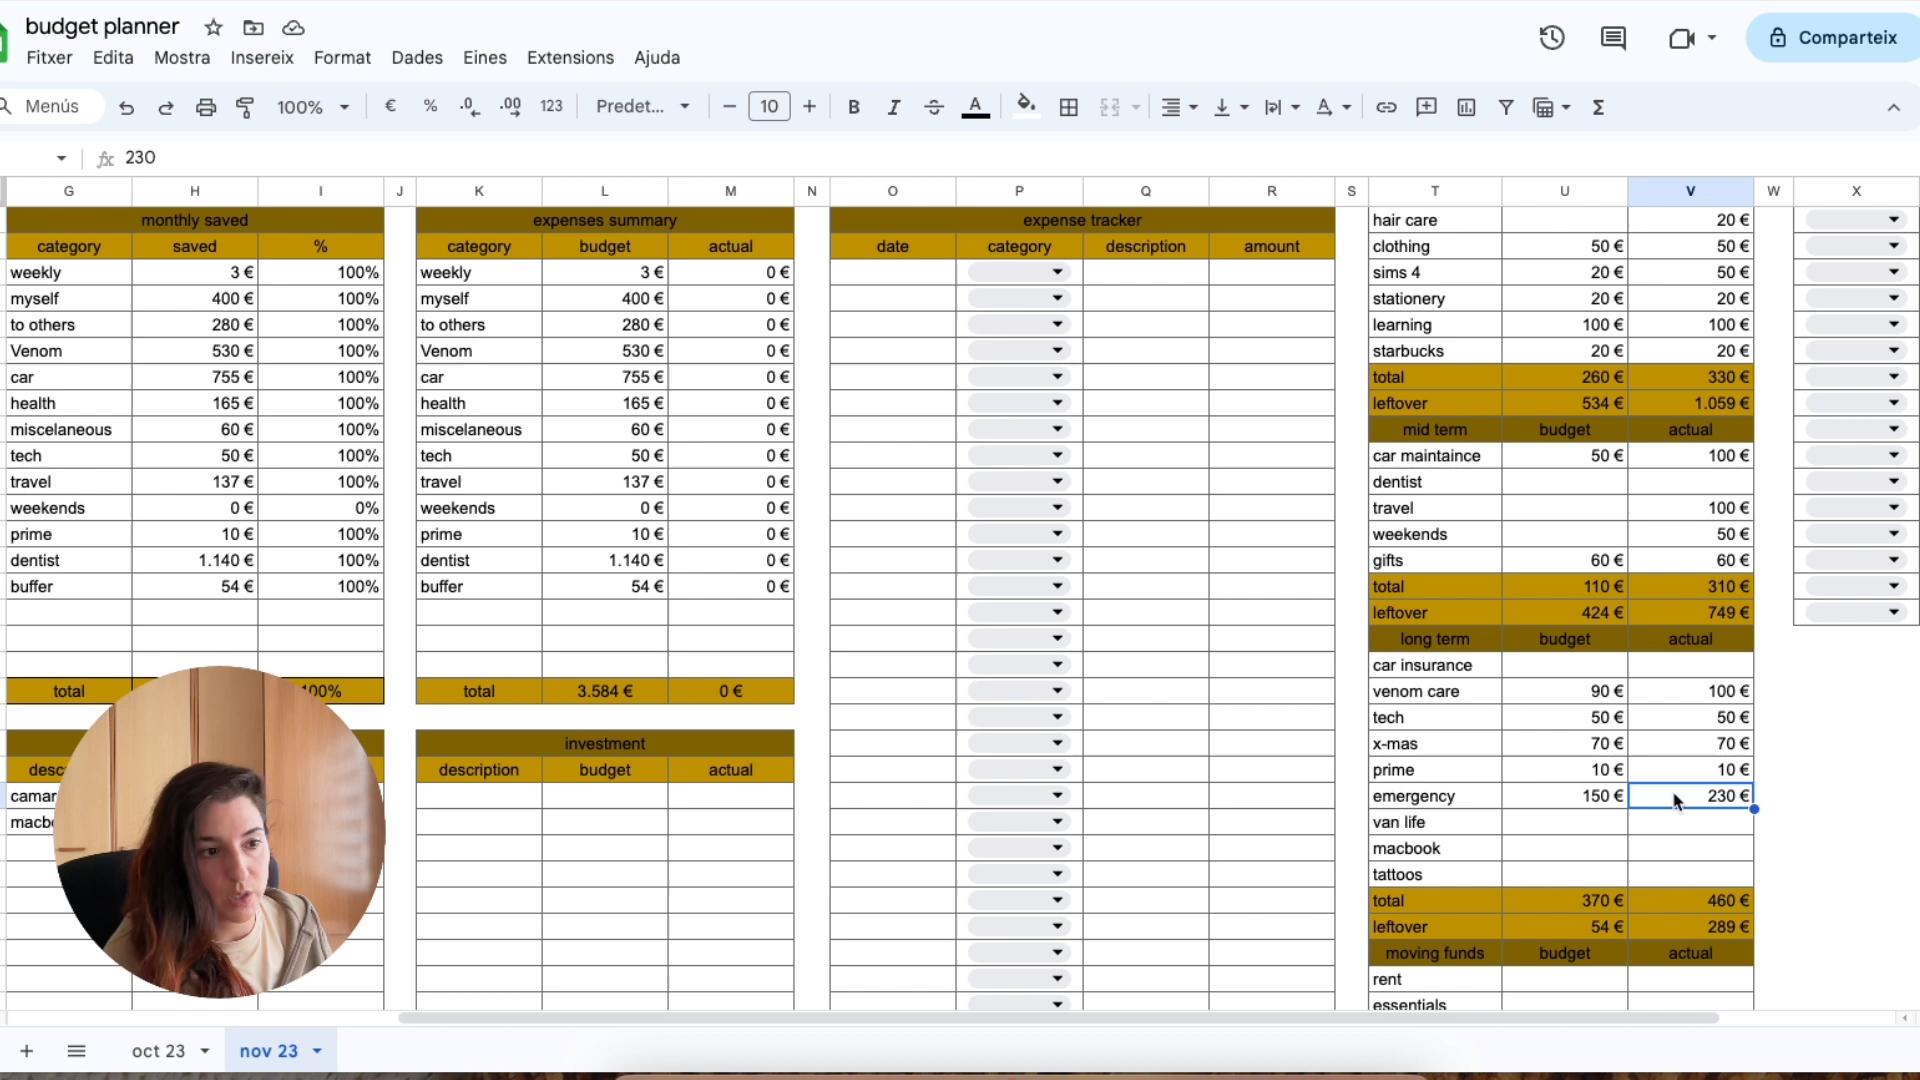 budget planner
Fitxer Edita Mostra Insereix Format Dades Eines Extensions Ajuda
Comparteix
Menús 100% € % .0 .00 123 Predet... 10 B I A
fx 230
G H I J K L M N O P Q R S T U V W X
monthly saved expenses summary expense tracker hair care 20 €
category saved % category budget actual date category description amount clothing 50 € 50 €
weekly 3 € 100% weekly 3 € 0 € sims 4 20 € 50 €
myself 400 € 100% myself 400 € 0 € stationery 20 € 20 €
to others 280 € 100% to others 280 € 0 € learning 100 € 100 €
Venom 530 € 100% Venom 530 € 0 € starbucks 20 € 20 €
car 755 € 100% car 755 € 0 € total 260 € 330 €
health 165 € 100% health 165 € 0 € leftover 534 € 1.059 €
miscelaneous 60 € 100% miscelaneous 60 € 0 € mid term budget actual
tech 50 € 100% tech 50 € 0 € car maintaince 50 € 100 €
travel 137 € 100% travel 137 € 0 € dentist
weekends 0 € 0% weekends 0 € 0 € travel 100 €
prime 10 € 100% prime 10 € 0 € weekends 50 €
dentist 1.140 € 100% dentist 1.140 € 0 € gifts 60 € 60 €
buffer 54 € 100% buffer 54 € 0 € total 110 € 310 €
leftover 424 € 749 €
long term budget actual
car insurance
total 100% total 3.584 € 0 € venom care 90 € 100 €
tech 50 € 50 €
investment x-mas 70 € 70 €
desc description budget actual prime 10 € 10 €
camar emergency 150 € 230 €
macb van life
macbook
tattoos
total 370 € 460 €
leftover 54 € 289 €
moving funds budget actual
rent
essentials
oct 23 nov 23